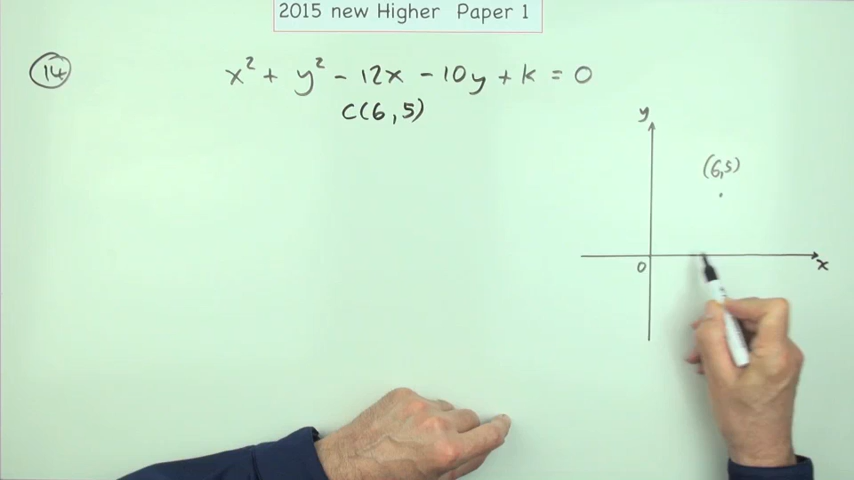 2015 new Higher Paper 1
14
x² + y² - 12x - 10y + k = 0
C(6,5)
y
(6,5)
0
x